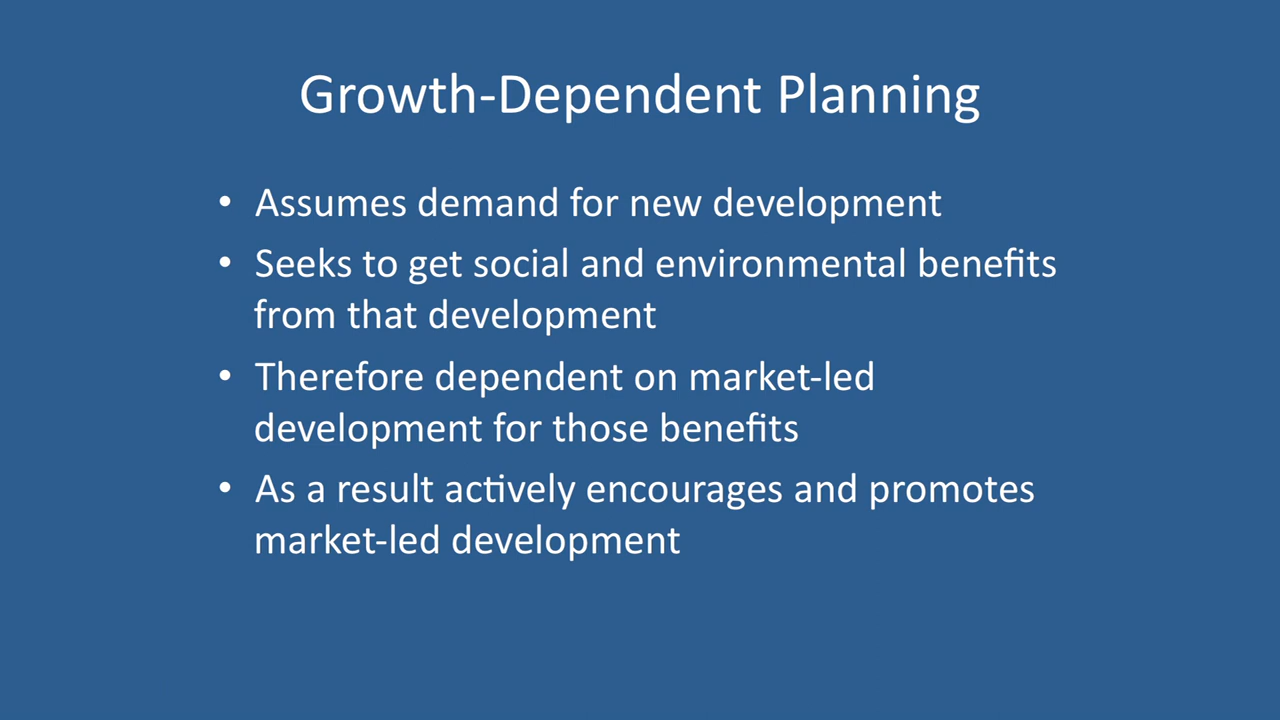 Growth-Dependent Planning
• Assumes demand for new development
• Seeks to get social and environmental benefits
from that development
• Therefore dependent on market-led
development for those benefits
• As a result actively encourages and promotes
market-led development